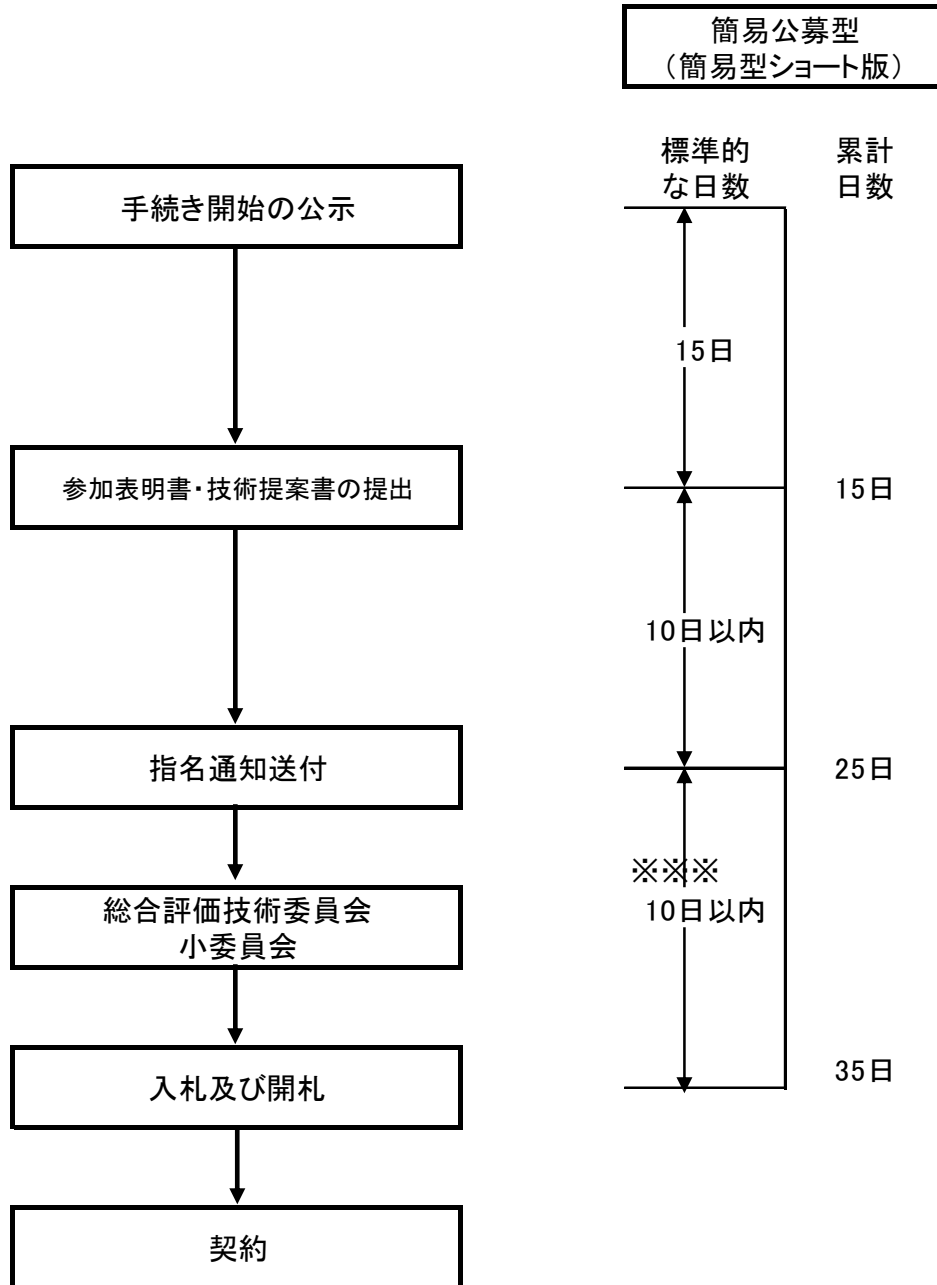 簡易公募型
（簡易型ショート版）
標準的
な日数
累計
日数
手続き開始の公示
15日
参加表明書・技術提案書の提出
15日
10日以内
指名通知送付
25日
※※※
10日以内
総合評価技術委員会
小委員会
入札及び開札
35日
契約